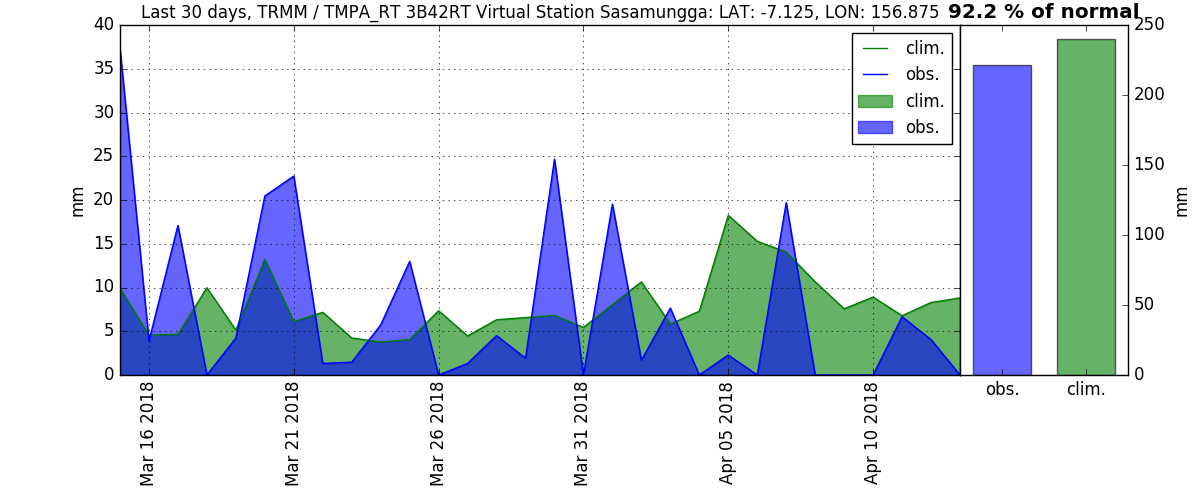 Last 30 days, TRMM / TMPA_RT 3B42RT Virtual Station Sasamungga: LAT: -7.125, LON: 156.875 92.2 % of normal
40
35
30
25
20
15
10
5
0
mm
clim.
obs.
clim.
obs.
Mar 16 2018
Mar 21 2018
Mar 26 2018
Mar 31 2018
Apr 05 2018
Apr 10 2018
250
200
150
100
50
0
mm
obs. clim.